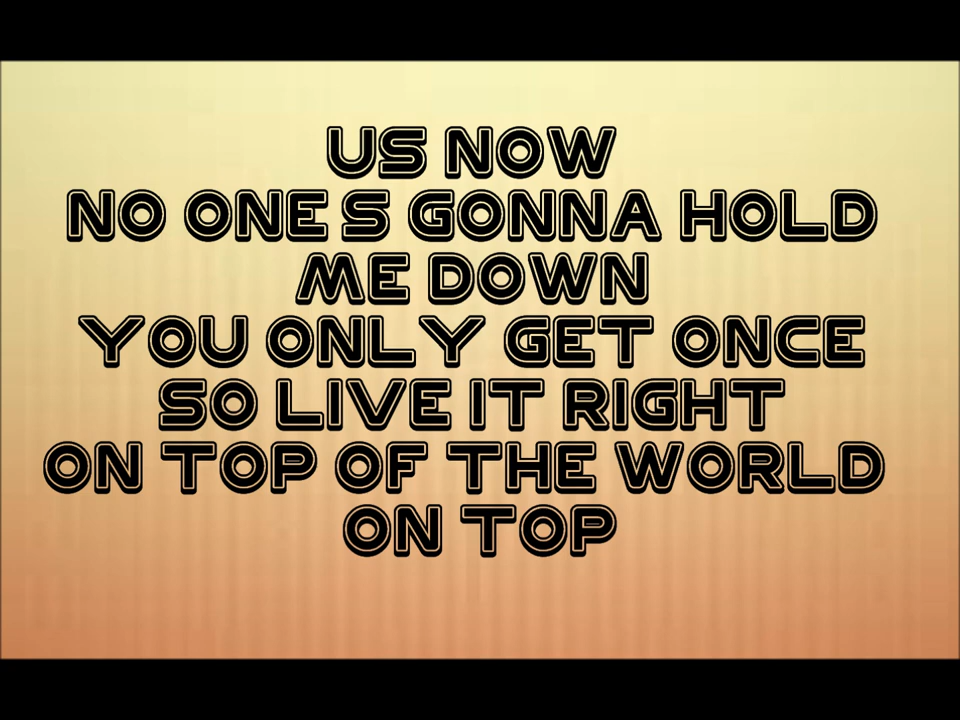 US NOW
NO ONE S GONNA HOLD
ME DOWN
YOU ONLY GET ONCE
SO LIVE IT RIGHT
ON TOP OF THE WORLD
ON TOP